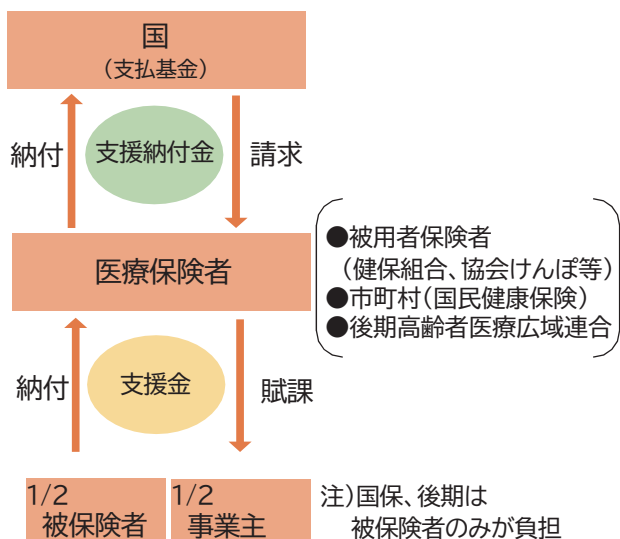 国
（支払基金）
納付
支援納付金
請求
医療保険者
●被用者保険者
（健保組合、協会けんぽ等）
●市町村（国民健康保険）
●後期高齢者医療広域連合
納付
支援金
賦課
1/2
被保険者
1/2
事業主
注）国保、後期は
被保険者のみが負担